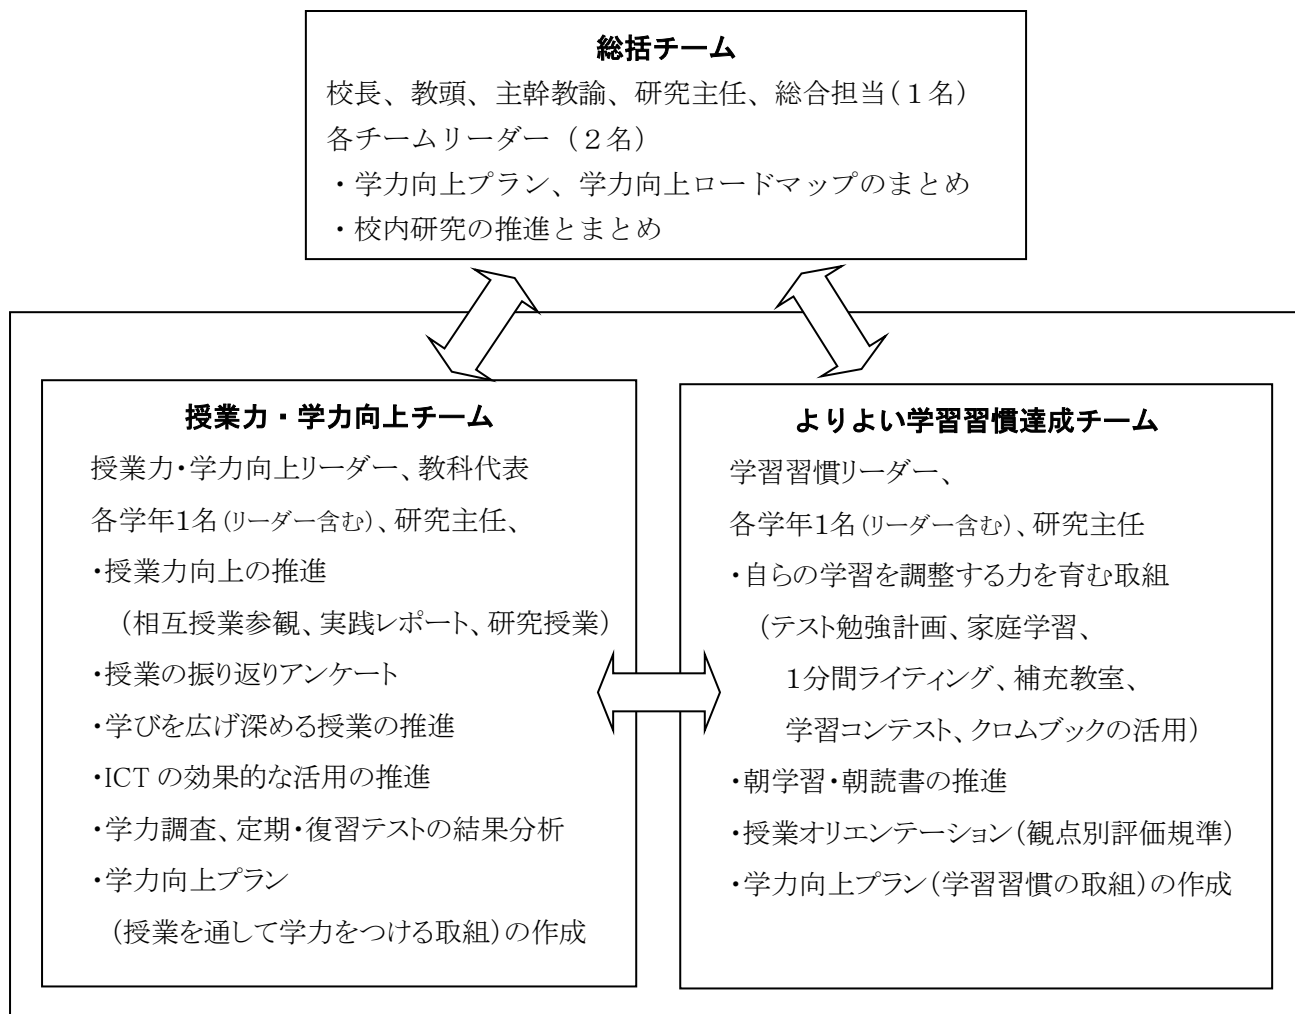 総括チーム
校長、教頭、主幹教諭、研究主任、総合担当(１名)
各チームリーダー（２名）
・学力向上プラン、学力向上ロードマップのまとめ
・校内研究の推進とまとめ
授業力・学力向上チーム
授業力・学力向上リーダー、教科代表
各学年１名(リーダー含む)、研究主任、
・授業力向上の推進
（相互授業参観、実践レポート、研究授業）
・授業の振り返りアンケート
・学びを広げ深める授業の推進
・ICT の効果的な活用の推進
・学力調査、定期・復習テストの結果分析
・学力向上プラン
（授業を通して学力をつける取組）の作成
よりよい学習習慣達成チーム
学習習慣リーダー、
各学年１名(リーダー含む)、研究主任
・自らの学習を調整する力を育む取組
（テスト勉強計画、家庭学習、
１分間ライティング、補充教室、
学習コンテスト、クロムブックの活用）
・朝学習・朝読書の推進
・授業オリエンテーション（観点別評価規準）
・学力向上プラン（学習習慣の取組）の作成